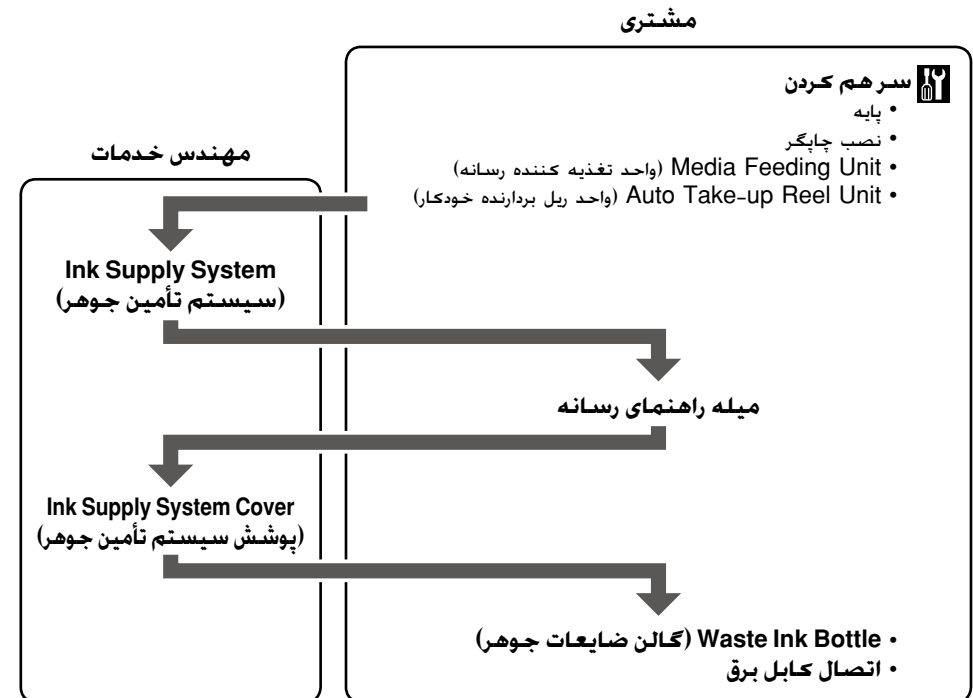 مشتری
سر هم کردن
• پایه
• نصب چاپگر
• Media Feeding Unit (واحد تغذیه کننده رسانه)
• Auto Take-up Reel Unit (واحد ریل بردارنده خودکار)
مهندس خدمات
Ink Supply System
(سیستم تأمین جوهر)
میله راهنمای رسانه
Ink Supply System Cover
(پوشش سیستم تأمین جوهر)
• Waste Ink Bottle (گالن ضایعات جوهر)
• اتصال کابل برق